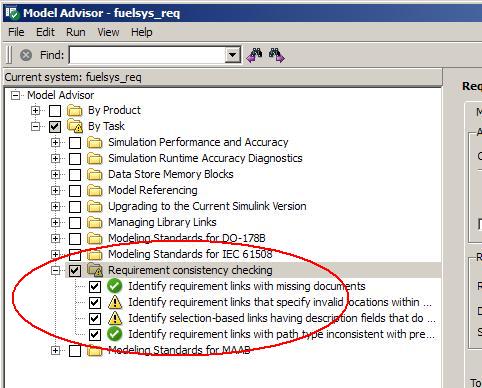 Model Advisor - fuelsys_req
File Edit Run View Help
Find:
Current system: fuelsys_req
Model Advisor
By Product
By Task
Simulation Performance and Accuracy
Simulation Runtime Accuracy Diagnostics
Data Store Memory Blocks
Model Referencing
Upgrading to the Current Simulink Version
Managing Library Links
Modeling Standards for DO-178B
Modeling Standards for IEC 61508
Requirement consistency checking
Identify requirement links with missing documents
Identify requirement links that specify invalid locations within ...
Identify selection-based links having description fields that do ...
Identify requirement links with path type inconsistent with pre...
Modeling Standards for MAAB
Req